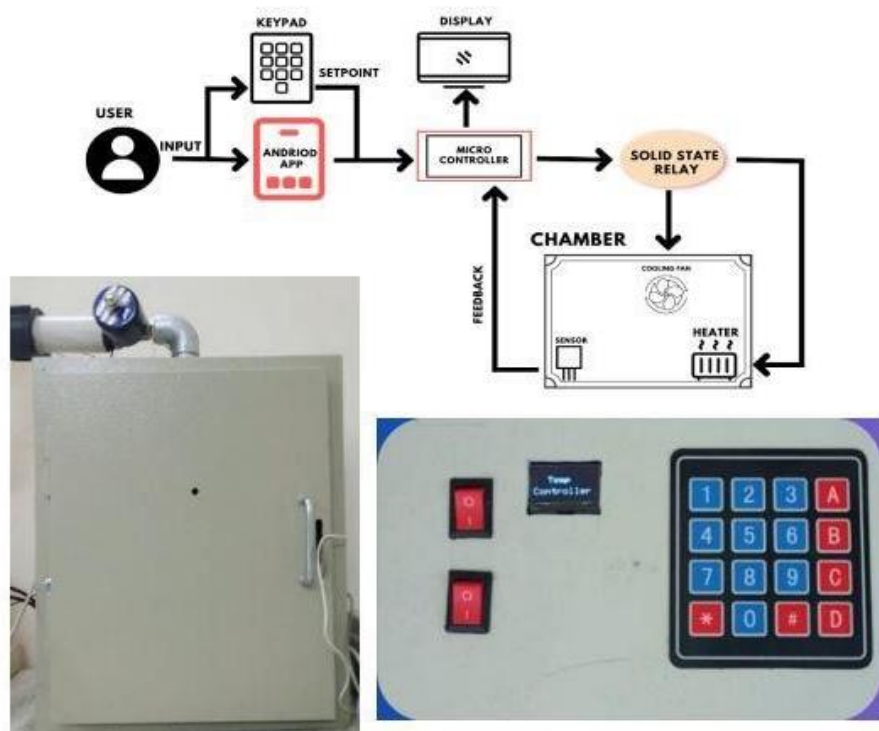 KEYPAD
DISPLAY
SETPOINT
USER
INPUT
ANDRIOD
APP
MICRO
CONTROLLER
SOLID STATE
RELAY
FEEDBACK
CHAMBER
COOLING FAN
SENSOR
HEATER
O
I
O
I
Temp
Controller
1 2 3 A
4 5 6 B
7 8 9 C
* 0 # D